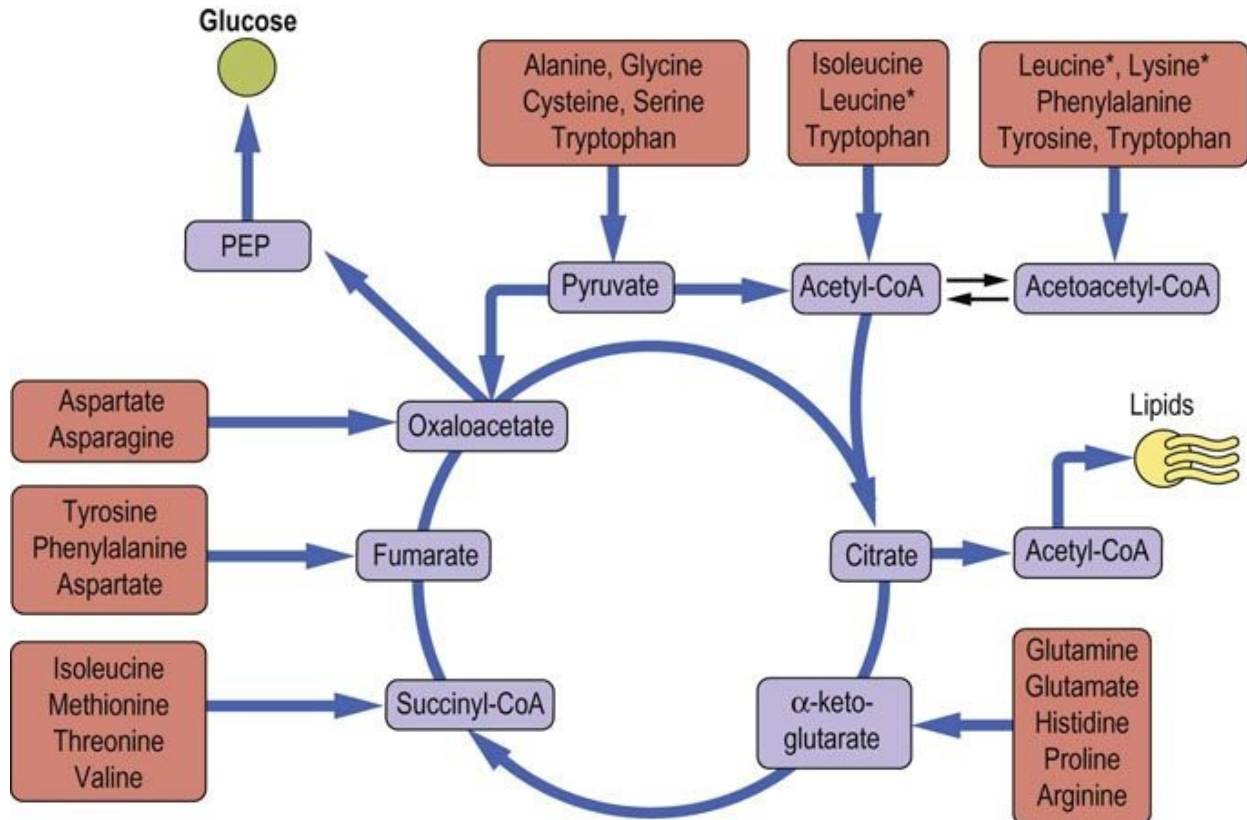 Glucose
Alanine, Glycine
Cysteine, Serine
Tryptophan
Isoleucine
Leucine*
Tryptophan
Leucine*, Lysine*
Phenylalanine
Tyrosine, Tryptophan
PEP
Pyruvate
Acetyl-CoA
Acetoacetyl-CoA
Aspartate
Asparagine
Oxaloacetate
Lipids
Tyrosine
Phenylalanine
Aspartate
Fumarate
Citrate
Acetyl-CoA
Isoleucine
Methionine
Threonine
Valine
Succinyl-CoA
α-keto-
glutarate
Glutamine
Glutamate
Histidine
Proline
Arginine